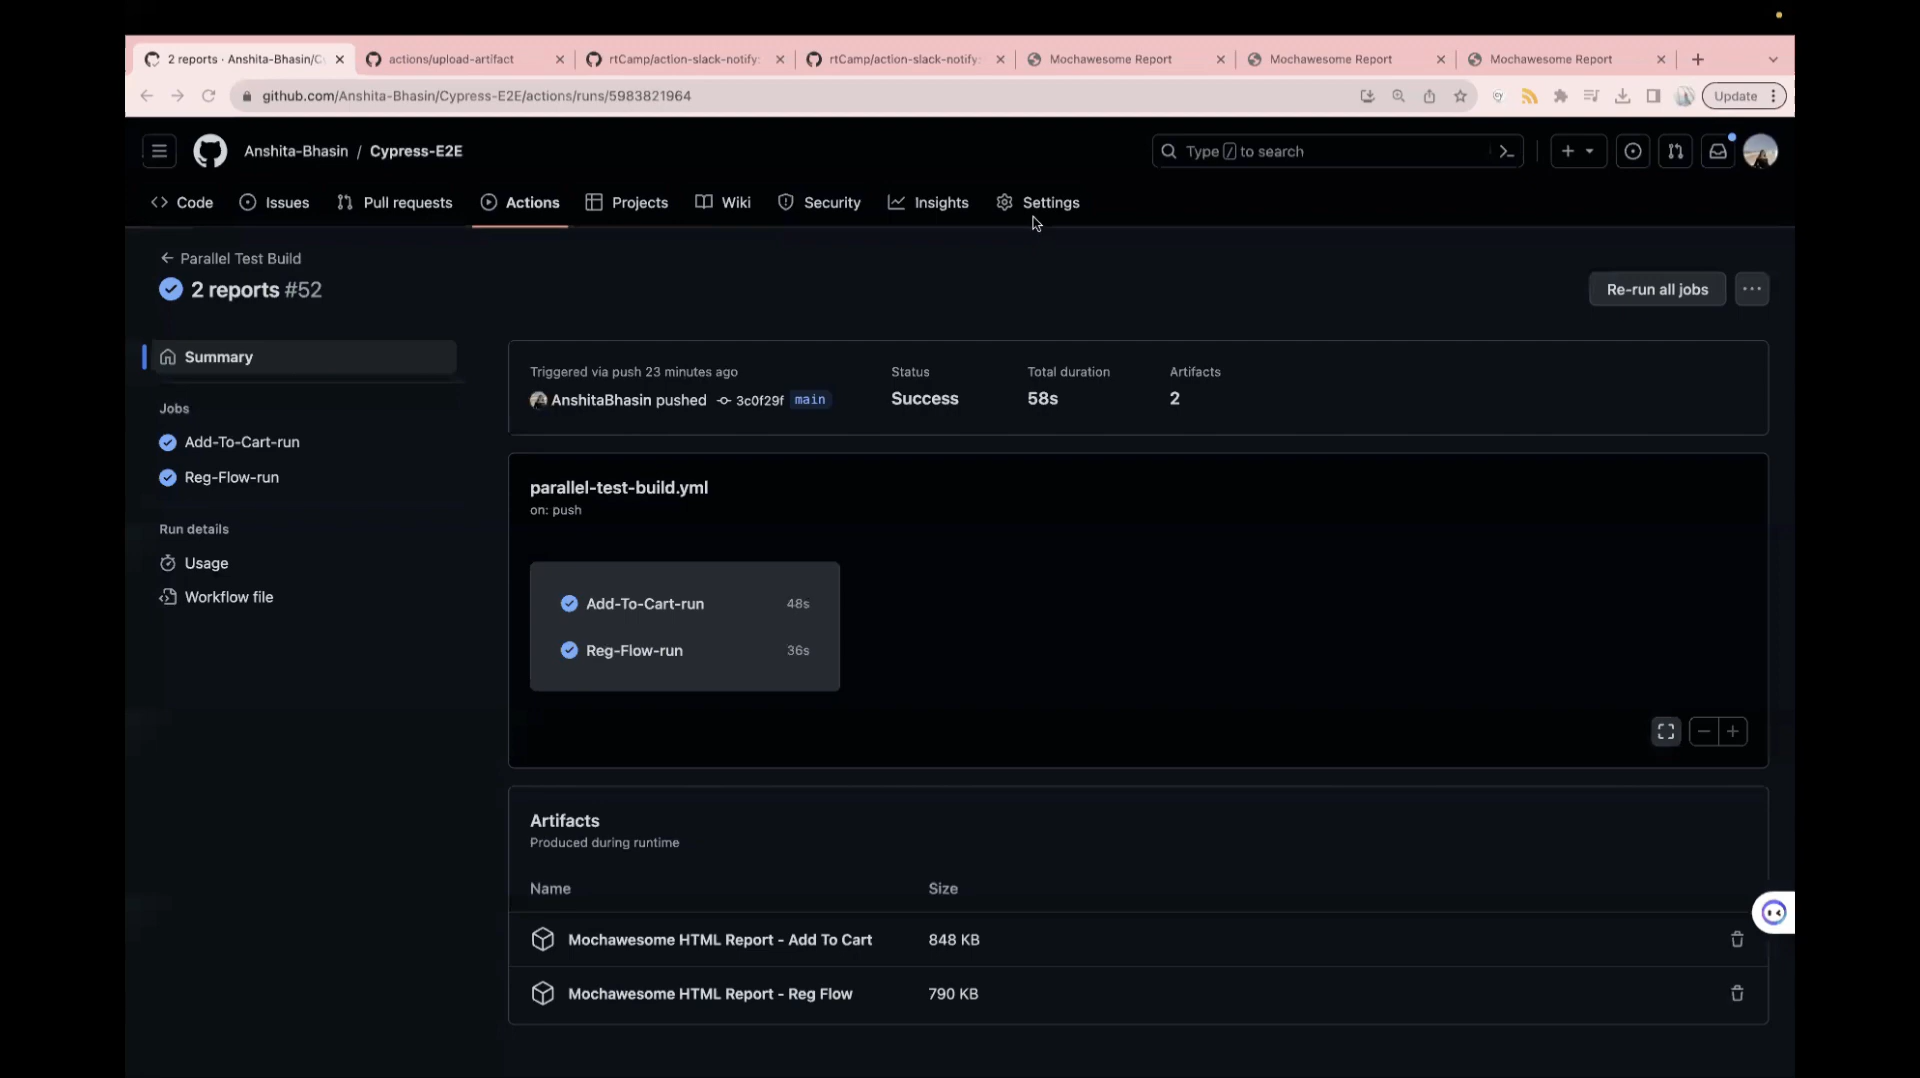 2 reports · Anshita-Bhasin/C
actions/upload-artifact
rtCamp/action-slack-notify:
rtCamp/action-slack-notify:
Mochawesome Report
Mochawesome Report
Mochawesome Report
github.com/Anshita-Bhasin/Cypress-E2E/actions/runs/5983821964
Update
Anshita-Bhasin / Cypress-E2E
Type / to search
Code
Issues
Pull requests
Actions
Projects
Wiki
Security
Insights
Settings
Parallel Test Build
2 reports #52
Re-run all jobs
Summary
Jobs
Add-To-Cart-run
Reg-Flow-run
Run details
Usage
Workflow file
Triggered via push 23 minutes ago
AnshitaBhasin pushed 3c0f29f main
Status
Success
Total duration
58s
Artifacts
2
parallel-test-build.yml
on: push
Add-To-Cart-run 48s
Reg-Flow-run 36s
Artifacts
Produced during runtime
Name Size
Mochawesome HTML Report - Add To Cart 848 KB
Mochawesome HTML Report - Reg Flow 790 KB